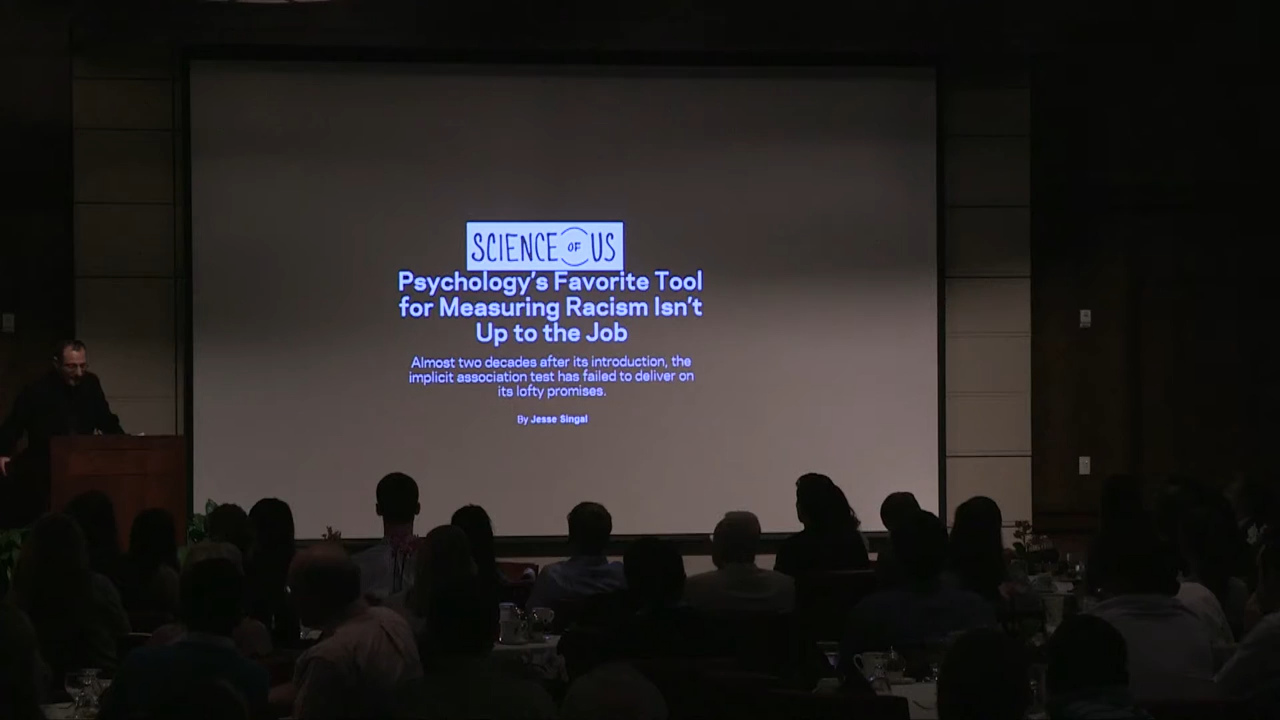 SCIENCE OF US
Psychology's Favorite Tool
for Measuring Racism Isn't
Up to the Job
Almost two decades after its introduction, the
implicit association test has failed to deliver on
its lofty promises.
By Jesse Singal